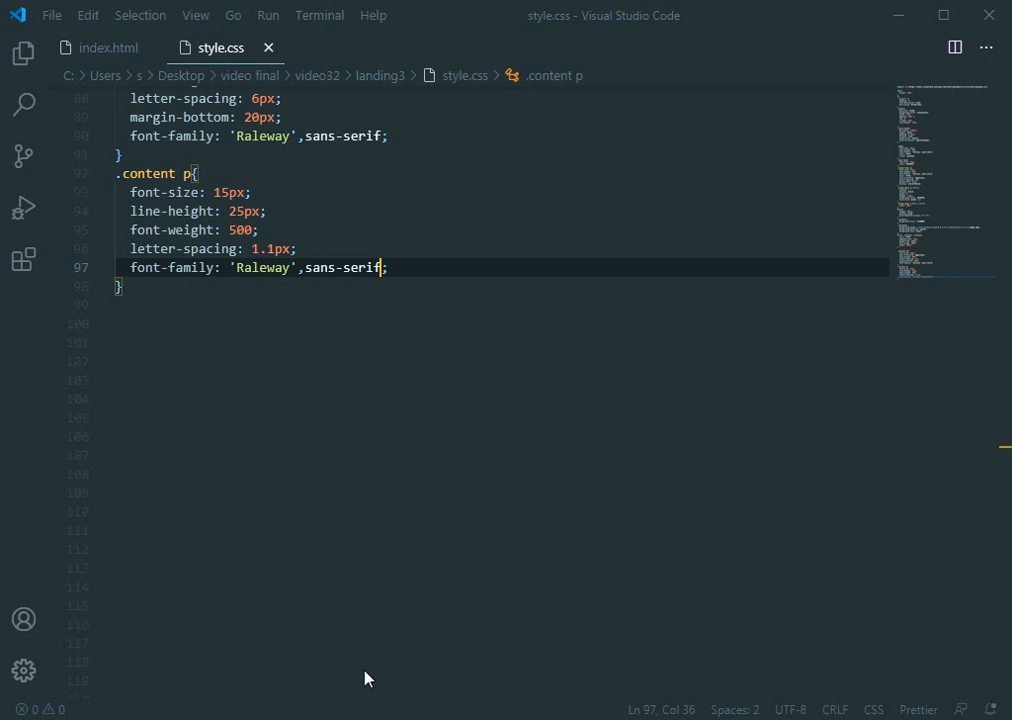 File Edit Selection View Go Run Terminal Help style.css - Visual Studio Code
index.html style.css
C: > Users > s > Desktop > video final > video32 > landing3 > style.css > .content p
88 letter-spacing: 6px;
89 margin-bottom: 20px;
90 font-family: 'Raleway',sans-serif;
91 }
92 .content p{
93 font-size: 15px;
94 line-height: 25px;
95 font-weight: 500;
96 letter-spacing: 1.1px;
97 font-family: 'Raleway',sans-serif;
98 }
99
100
101
102
103
104
105
106
107
108
109
110
111
112
113
114
115
116
117
118
119
0 0 Ln 97, Col 36 Spaces: 2 UTF-8 CRLF CSS Prettier